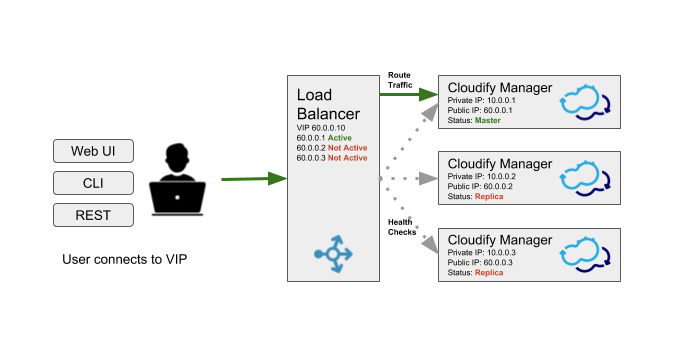 Web UI
CLI
REST
User connects to VIP
Load
Balancer
VIP 60.0.0.10
60.0.0.1 Active
60.0.0.2 Not Active
60.0.0.3 Not Active
Route
Traffic
Health
Checks
Cloudify Manager
Private IP: 10.0.0.1
Public IP: 60.0.0.1
Status: Master
Cloudify Manager
Private IP: 10.0.0.2
Public IP: 60.0.0.2
Status: Replica
Cloudify Manager
Private IP: 10.0.0.3
Public IP: 60.0.0.3
Status: Replica